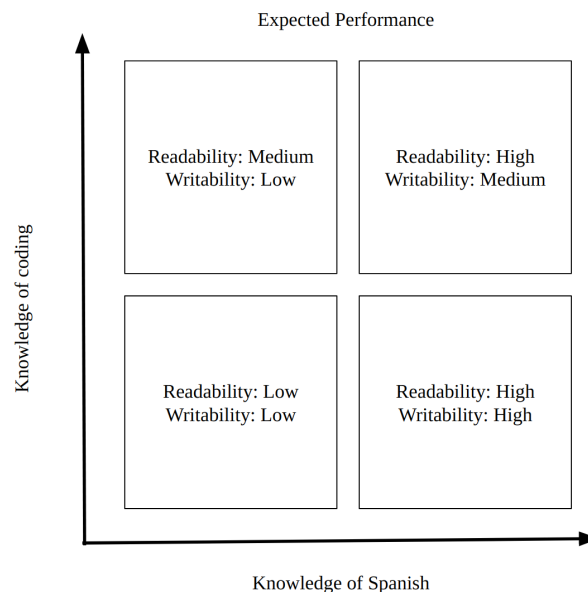 Expected Performance
Readability: Medium
Writability: Low
Readability: High
Writability: Medium
Knowledge of coding
Readability: Low
Writability: Low
Readability: High
Writability: High
Knowledge of Spanish